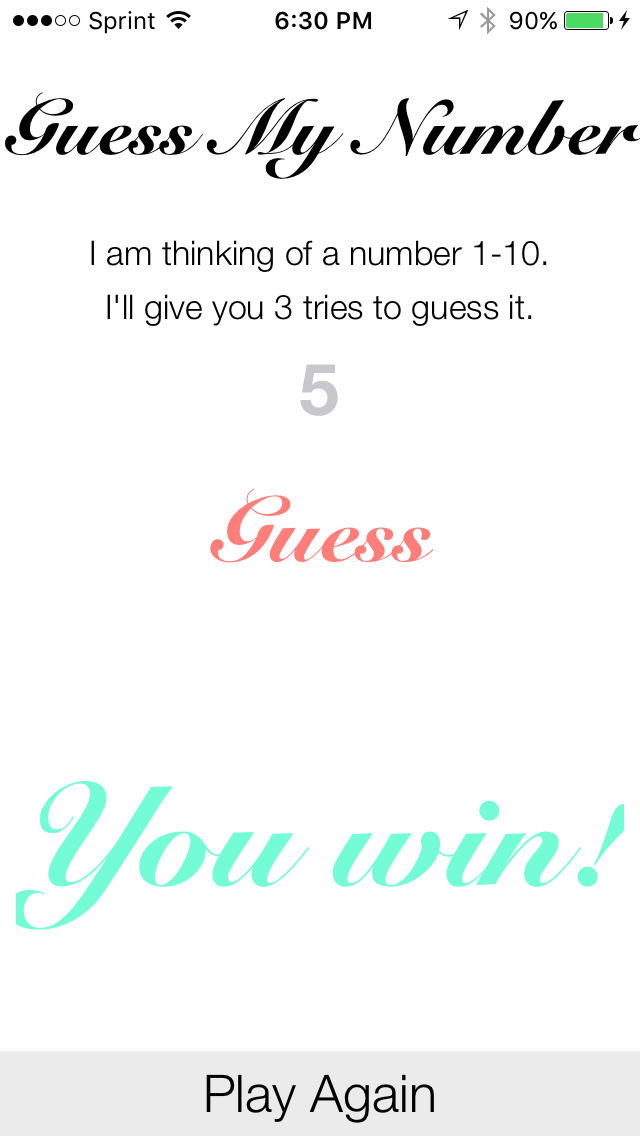 Sprint 6:30 PM 90%
Guess My Number
I am thinking of a number 1-10.
I'll give you 3 tries to guess it.
5
Guess
You win!
Play Again